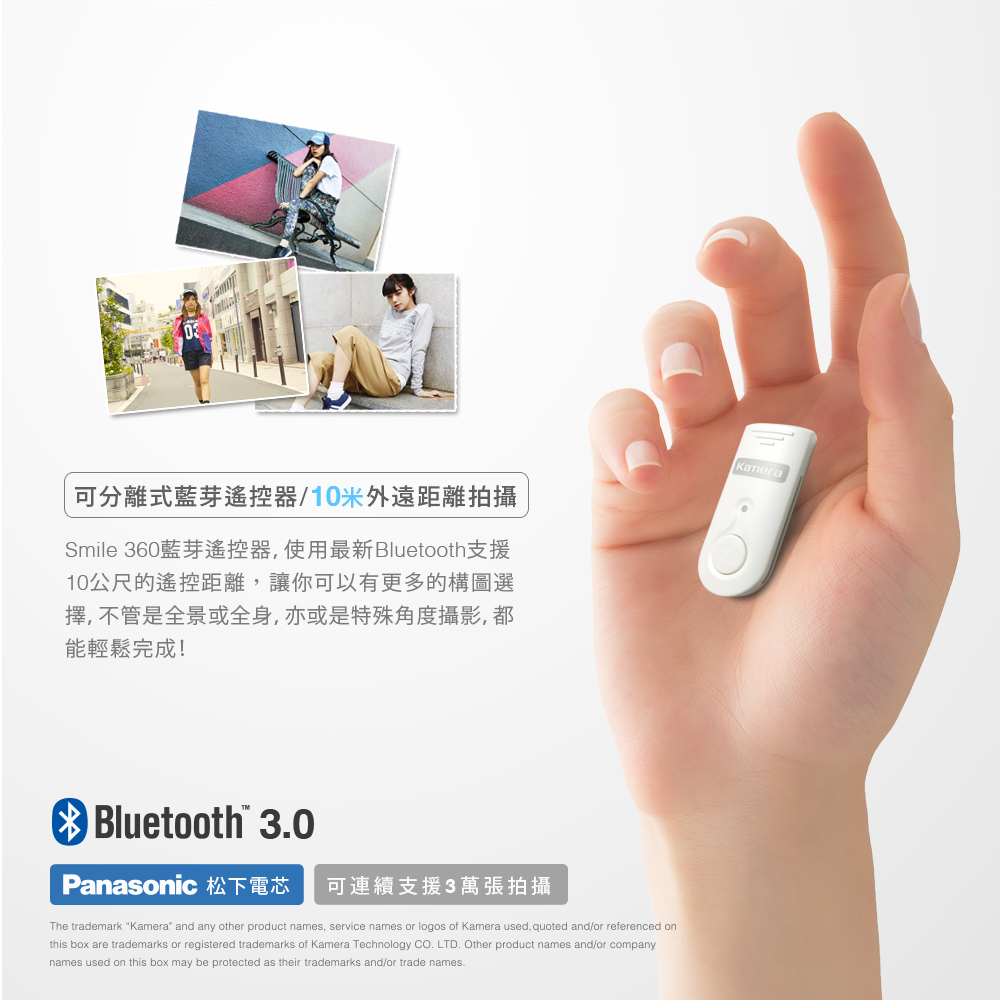 可分離式藍芽遙控器/10米外遠距離拍攝
Smile 360藍芽遙控器, 使用最新Bluetooth支援
10公尺的遙控距離，讓你可以有更多的構圖選
擇, 不管是全景或全身, 亦或是特殊角度攝影, 都
能輕鬆完成!
Kamera
03
Bluetooth™ 3.0
Panasonic 松下電芯
可連續支援3萬張拍攝
The trademark "Kamera" and any other product names, service names or logos of Kamera used,quoted and/or referenced on
this box are trademarks or registered trademarks of Kamera Technology CO. LTD. Other product names and/or company
names used on this box may be protected as their trademarks and/or trade names.